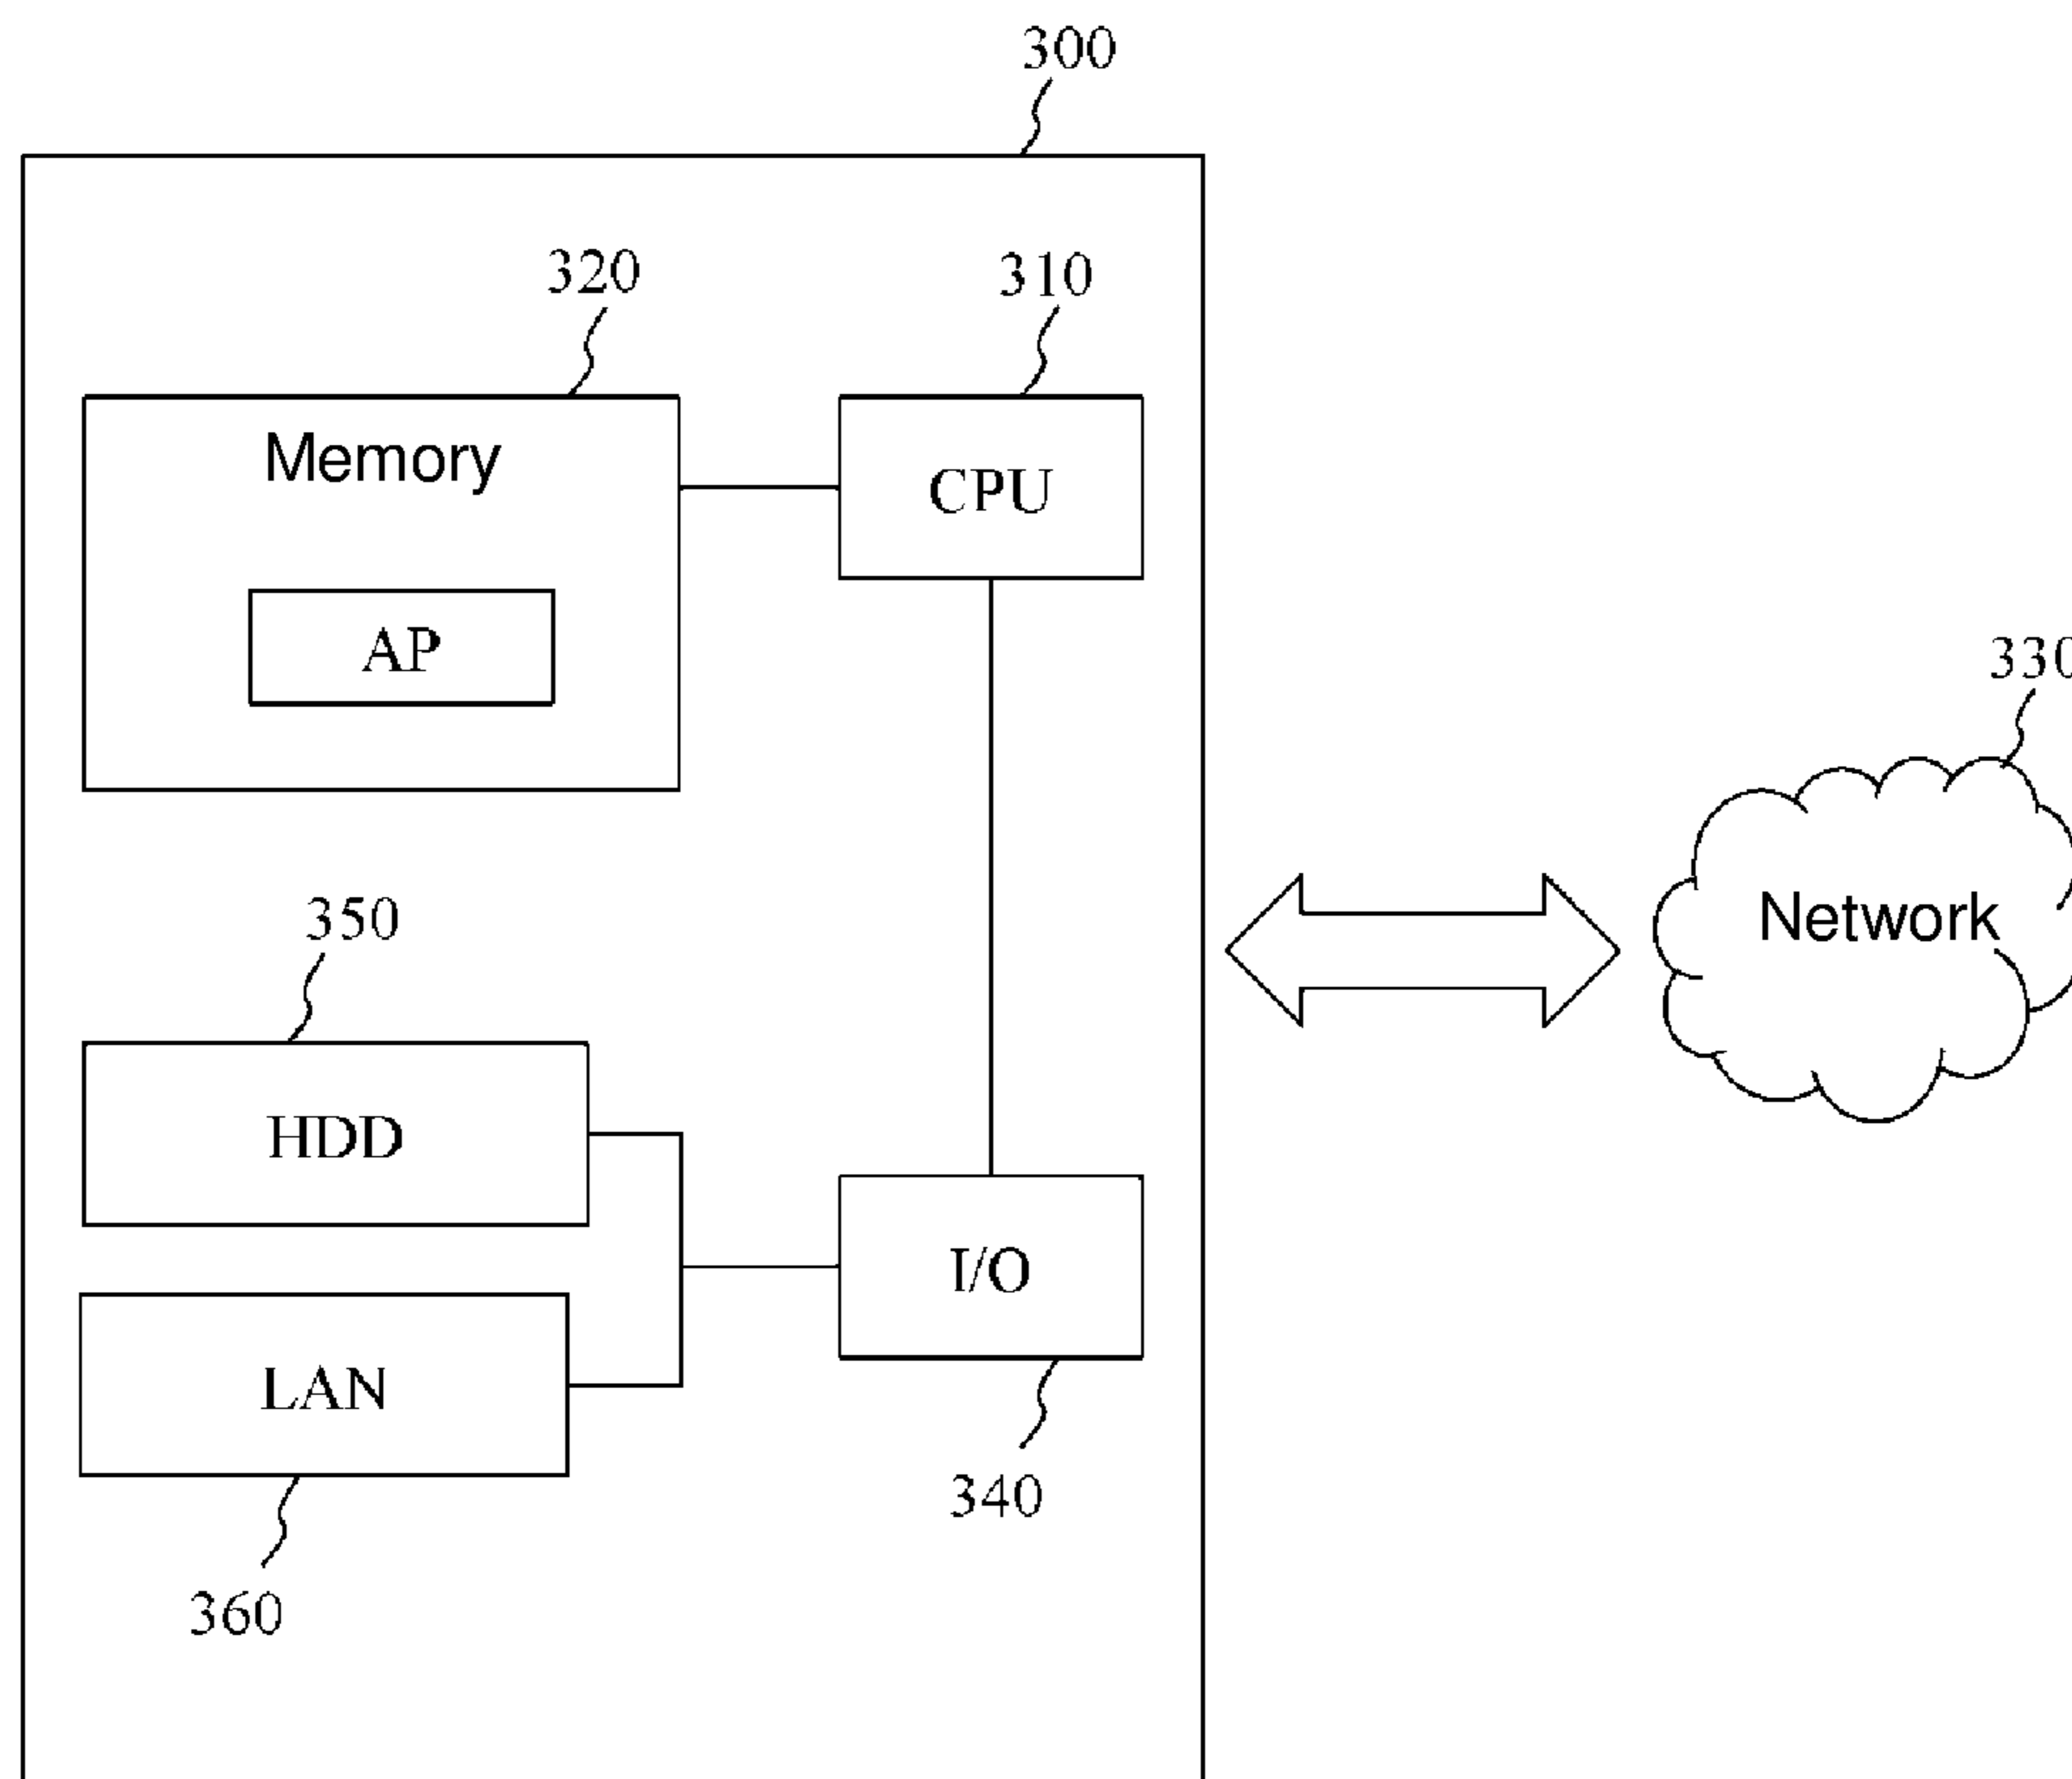 300
320
310
Memory
CPU
AP
330
350
Network
HDD
I/O
LAN
340
360